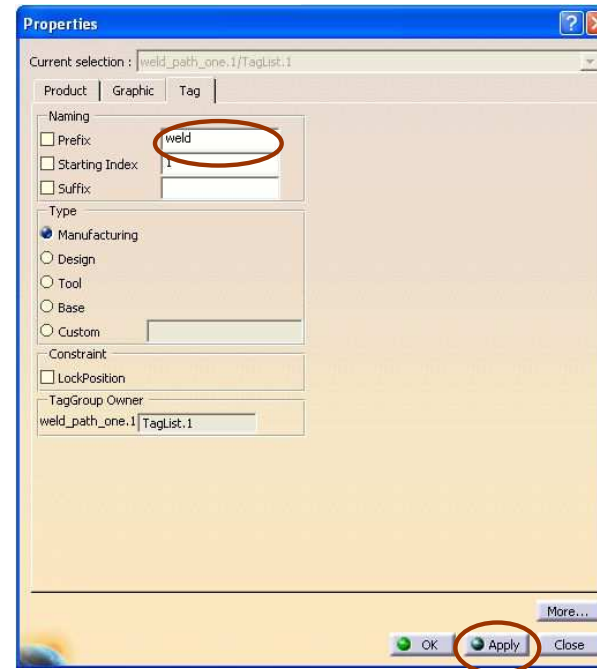 Properties
Current selection : weld_path_one.1/TagList.1
Product Graphic Tag
Naming
Prefix weld
Starting Index 1
Suffix
Type
Manufacturing
Design
Tool
Base
Custom
Constraint
LockPosition
TagGroup Owner
weld_path_one.1 TagList.1
More...
OK Apply Close